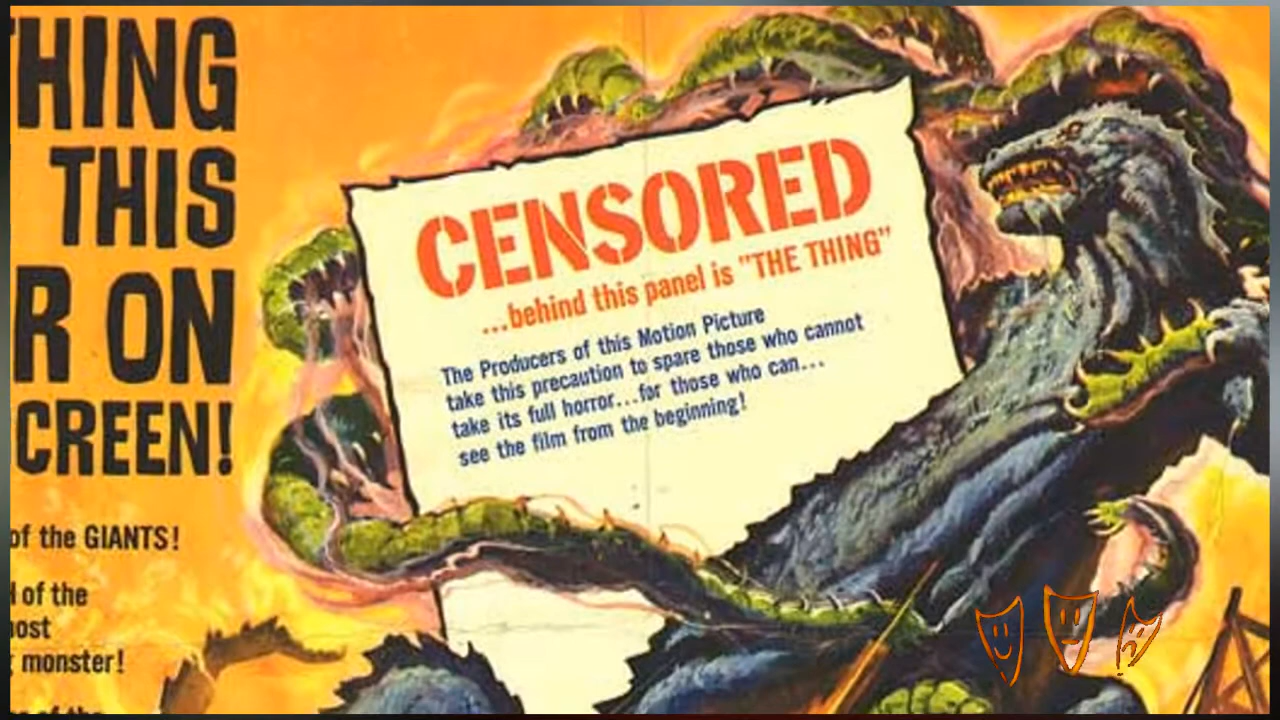 HING
THIS
R ON
CREEN!
of the GIANTS!
of the
monster!
CENSORED
...behind this panel is "THE THING"
The Producers of this Motion Picture
take this precaution to spare those who cannot
take its full horror...for those who can...
see the film from the beginning!